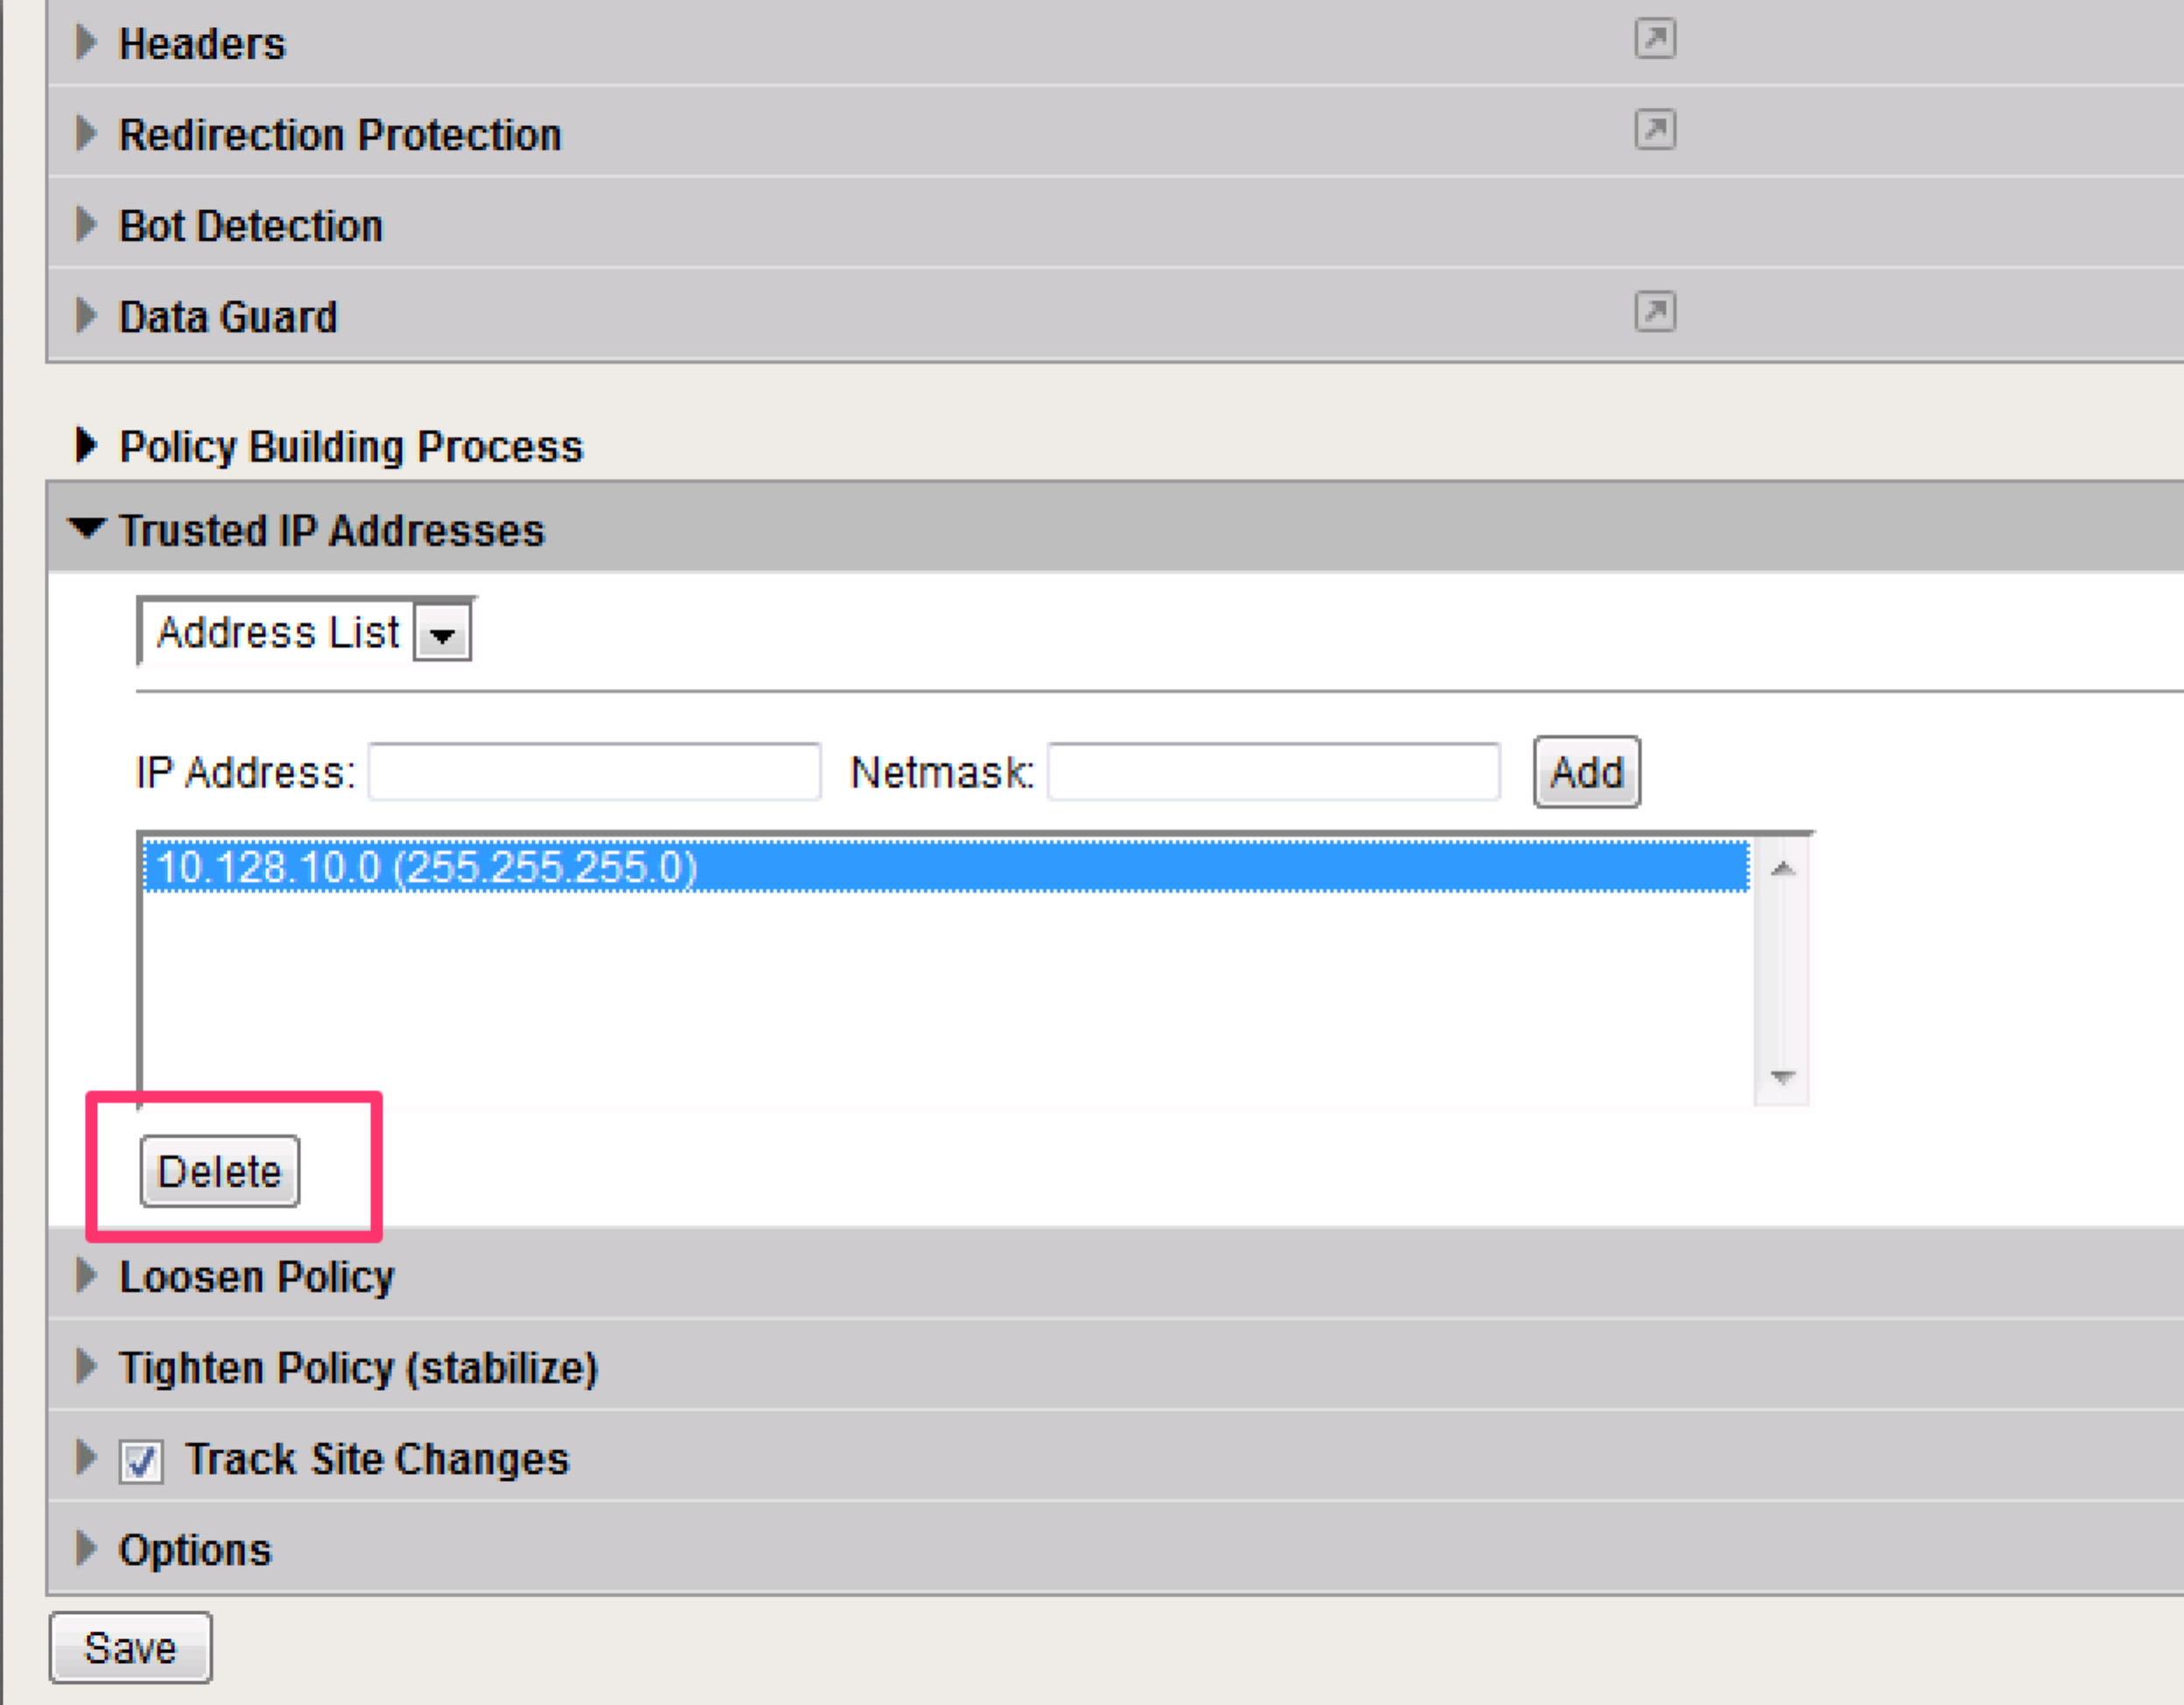 Headers
Redirection Protection
Bot Detection
Data Guard
Policy Building Process
Trusted IP Addresses
Address List
IP Address: Netmask: Add
10.128.10.0 (255.255.255.0)
Delete
Loosen Policy
Tighten Policy (stabilize)
Track Site Changes
Options
Save